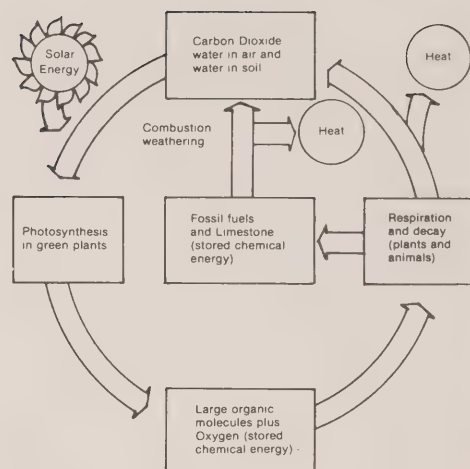 Solar
Energy
Carbon Dioxide
water in air and
water in soil
Heat
Combustion
weathering
Heat
Photosynthesis
in green plants
Fossil fuels
and Limestone
(stored chemical
energy)
Respiration
and decay
(plants and
animals)
Large organic
molecules plus
Oxygen (stored
chemical energy)